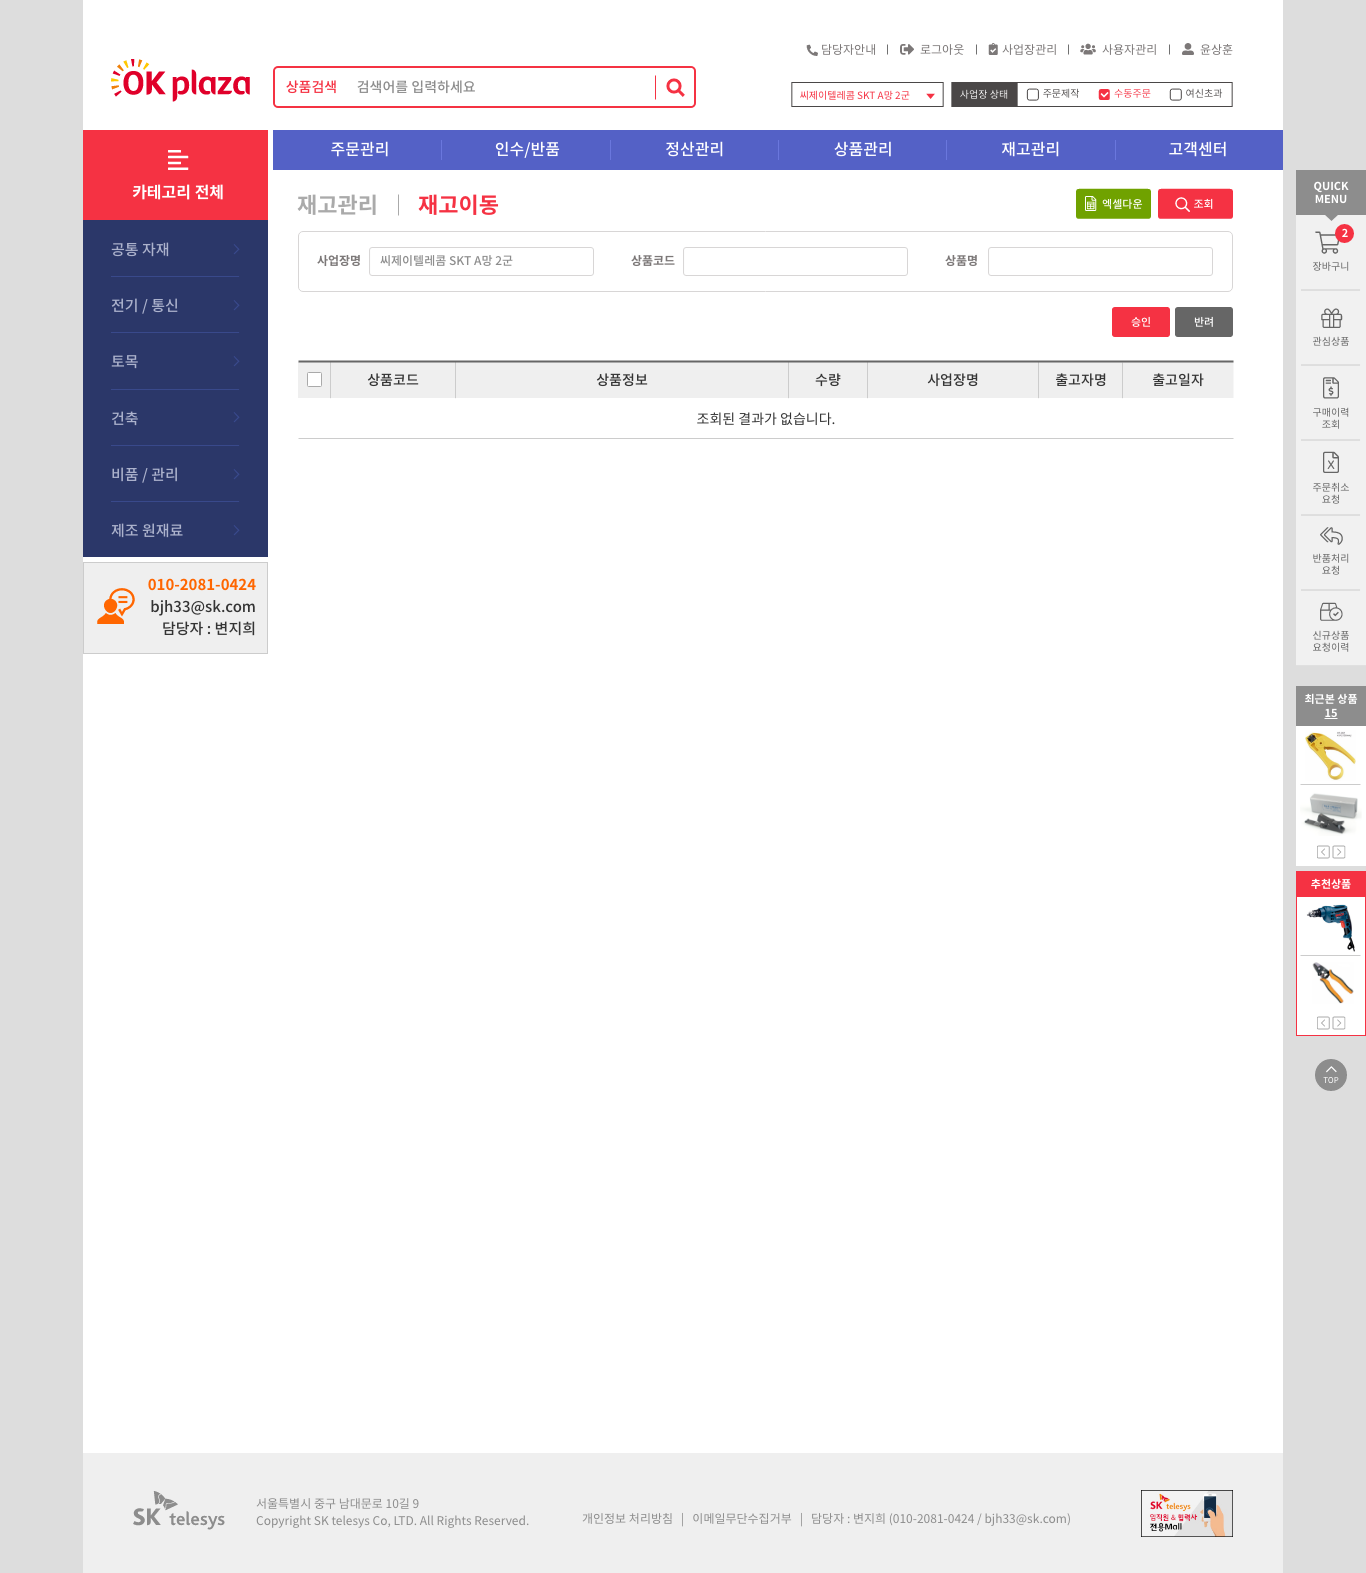 담당자안내
로그아웃
사업장관리
사용자관리
윤상훈
OK plaza
상품검색 검색어를 입력하세요
씨제이텔레콤 SKT A망 2군
사업장 상태 주문제작 수동주문 여신초과
카테고리 전체
주문관리 인수/반품 정산관리 상품관리 재고관리 고객센터
공통 자재
전기 / 통신
토목
건축
비품 / 관리
제조 원재료
010-2081-0424
bjh33@sk.com
담당자 : 변지희
재고관리 재고이동
엑셀다운 조회
사업장명 씨제이텔레콤 SKT A망 2군 상품코드 상품명
승인 반려
상품코드 상품정보 수량 사업장명 출고자명 출고일자
조회된 결과가 없습니다.
QUICK
MENU
2
장바구니
관심상품
구매이력
조회
주문취소
요청
반품처리
요청
신규상품
요청이력
최근본 상품
15
추천상품
TOP
SK telesys
서울특별시 중구 남대문로 10길 9
Copyright SK telesys Co, LTD. All Rights Reserved.
개인정보 처리방침 | 이메일무단수집거부 | 담당자 : 변지희 (010-2081-0424 / bjh33@sk.com)
SK telesys
임직원 & 협력사
전용Mall